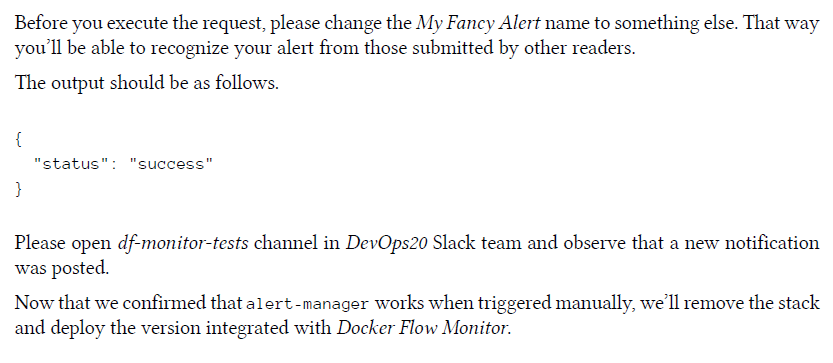 Before you execute the request, please change the My Fancy Alert name to something else. That way
you’ll be able to recognize your alert from those submitted by other readers.
The output should be as follows.
{
"status": "success"
}
Please open df-monitor-tests channel in DevOps20 Slack team and observe that a new notification
was posted.
Now that we confirmed that alert-manager works when triggered manually, we’ll remove the stack
and deploy the version integrated with Docker Flow Monitor.